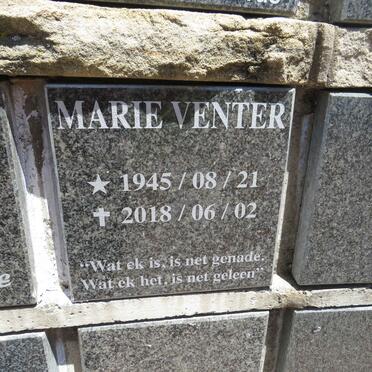 MARIE VENTER
★ 1945 / 08 / 21
✝ 2018 / 06 / 02
“Wat ek is, is net genade.
Wat ek het, is net geleen”